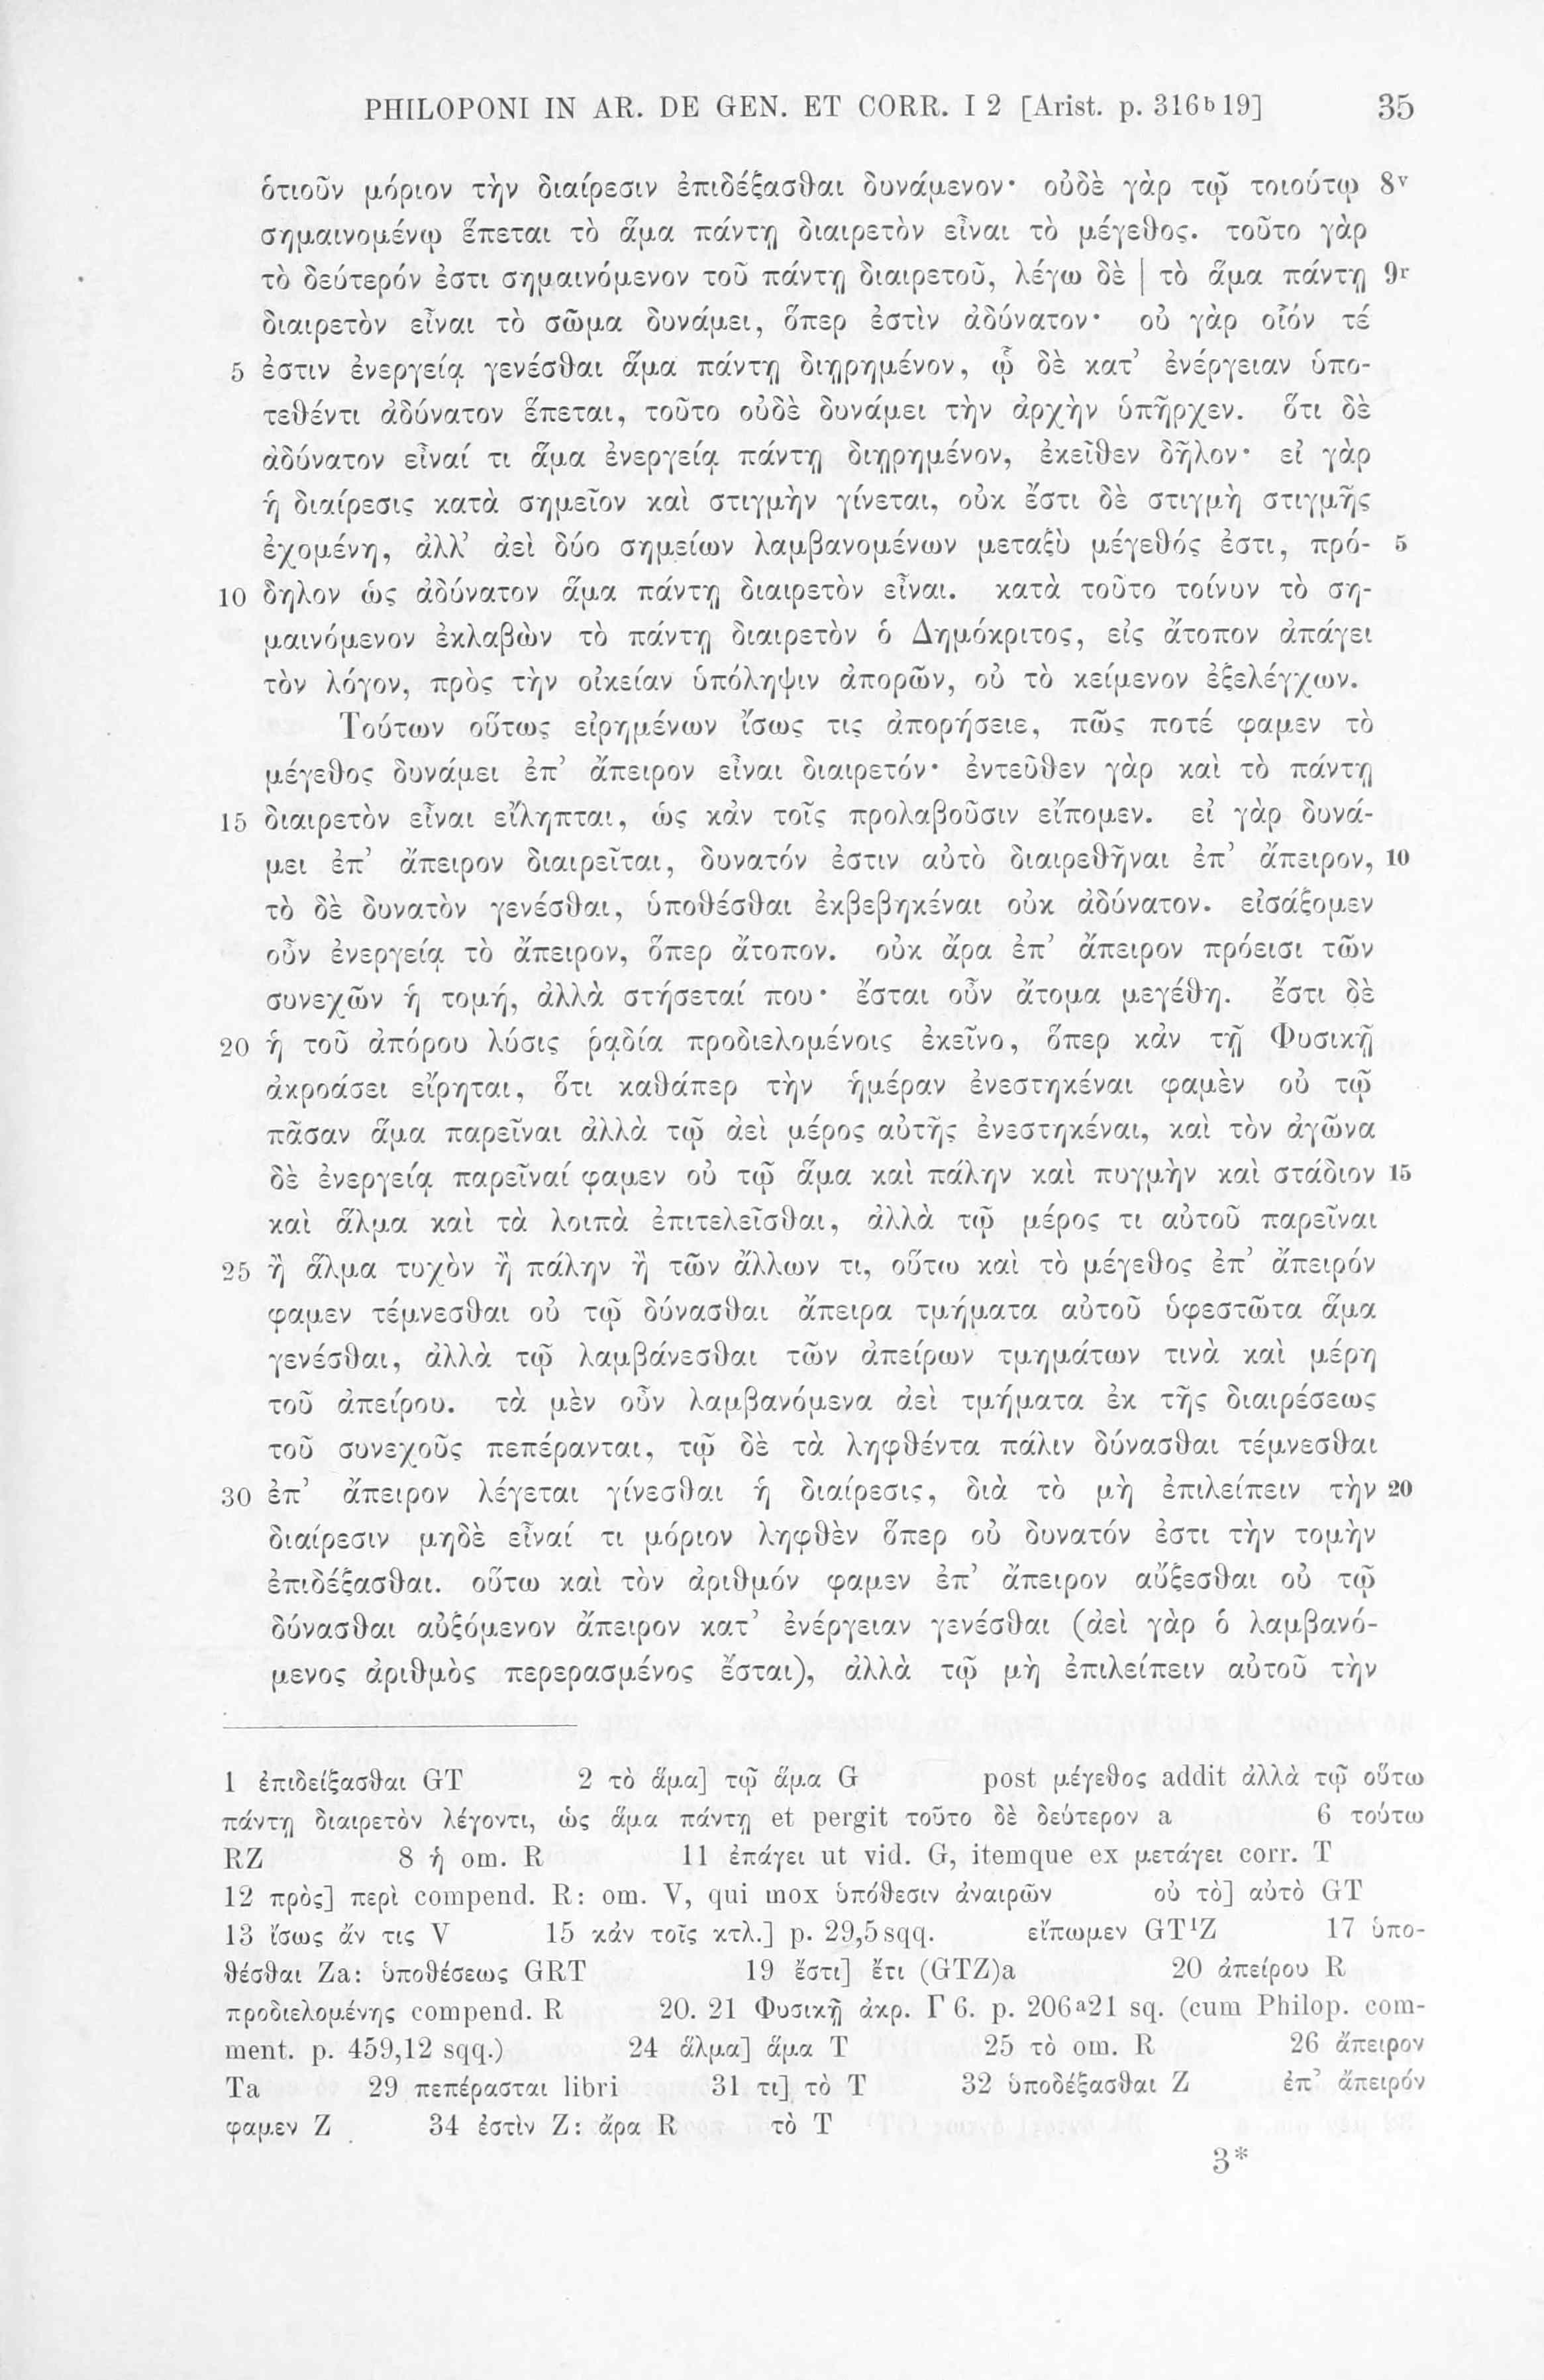 PHILOPONI IN AR. DE GEN. ET CORR. I 2 [Arist. p. 316b19] 35
ὁτιοῦν μόριον τὴν διαίρεσιν ἐπιδέξασθαι δυνάμενον· οὐδὲ γὰρ τῷ τοιούτῳ 8v
σημαινομένῳ ἕπεται τὸ ἅμα πάντῃ διαιρετὸν εἶναι τὸ μέγεθος. τοῦτο γὰρ
τὸ δεύτερόν ἐστι σημαινόμενον τοῦ πάντῃ διαιρετοῦ, λέγω δὲ | τὸ ἅμα πάντῃ 9r
διαιρετὸν εἶναι τὸ σῶμα δυνάμει, ὅπερ ἐστὶν ἀδύνατον· οὐ γὰρ οἷόν τέ
5 ἐστιν ἐνεργείᾳ γενέσθαι ἅμα πάντῃ διῃρημένον, ᾧ δὲ κατ’ ἐνέργειαν ὑπο-
τεθέντι ἀδύνατον ἕπεται, τοῦτο οὐδὲ δυνάμει τὴν ἀρχὴν ὑπῆρχεν. ὅτι δὲ
ἀδύνατον εἶναί τι ἅμα ἐνεργείᾳ πάντῃ διῃρημένον, ἐκεῖθεν δῆλον· εἰ γὰρ
ἡ διαίρεσις κατὰ σημεῖον καὶ στιγμὴν γίνεται, οὐκ ἔστι δὲ στιγμὴ στιγμῆς
ἐχομένη, ἀλλ’ ἀεὶ δύο σημείων λαμβανομένων μεταξὺ μέγεθός ἐστι, πρό- 5
10 δηλον ὡς ἀδύνατον ἅμα πάντῃ διαιρετὸν εἶναι. κατὰ τοῦτο τοίνυν τὸ ση-
μαινόμενον ἐκλαβὼν τὸ πάντῃ διαιρετὸν ὁ Δημόκριτος, εἰς ἄτοπον ἀπάγει
τὸν λόγον, πρὸς τὴν οἰκείαν ὑπόληψιν ἀπορῶν, οὐ τὸ κείμενον ἐξελέγχων.
Τούτων οὕτως εἰρημένων ἴσως τις ἀπορήσειε, πῶς ποτέ φαμεν τὸ
μέγεθος δυνάμει ἐπ’ ἄπειρον εἶναι διαιρετόν· ἐντεῦθεν γὰρ καὶ τὸ πάντῃ
15 διαιρετὸν εἶναι εἴληπται, ὡς κἀν τοῖς προλαβοῦσιν εἴπομεν. εἰ γὰρ δυνά-
μει ἐπ’ ἄπειρον διαιρεῖται, δυνατόν ἐστιν αὐτὸ διαιρεθῆναι ἐπ’ ἄπειρον, 10
τὸ δὲ δυνατὸν γενέσθαι, ὑποθέσθαι ἐκβεβηκέναι οὐκ ἀδύνατον. εἰσάξομεν
οὖν ἐνεργείᾳ τὸ ἄπειρον, ὅπερ ἄτοπον. οὐκ ἄρα ἐπ’ ἄπειρον πρόεισι τῶν
συνεχῶν ἡ τομή, ἀλλὰ στήσεταί που· ἔσται οὖν ἄτομα μεγέθη. ἔστι δὲ
20 ἡ τοῦ ἀπόρου λύσις ῥᾳδία προδιελομένοις ἐκεῖνο, ὅπερ κἀν τῇ Φυσικῇ
ἀκροάσει εἴρηται, ὅτι καθάπερ τὴν ἡμέραν ἐνεστηκέναι φαμὲν οὐ τῷ
πᾶσαν ἅμα παρεῖναι ἀλλὰ τῷ ἀεὶ μέρος αὐτῆς ἐνεστηκέναι, καὶ τὸν ἀγῶνα
δὲ ἐνεργείᾳ παρεῖναί φαμεν οὐ τῷ ἅμα καὶ πάλην καὶ πυγμὴν καὶ στάδιον 15
καὶ ἅλμα καὶ τὰ λοιπὰ ἐπιτελεῖσθαι, ἀλλὰ τῷ μέρος τι αὐτοῦ παρεῖναι
25 ἢ ἅλμα τυχὸν ἢ πάλην ἢ τῶν ἄλλων τι, οὕτω καὶ τὸ μέγεθος ἐπ’ ἄπειρόν
φαμεν τέμνεσθαι οὐ τῷ δύνασθαι ἄπειρα τμήματα αὐτοῦ ὑφεστῶτα ἅμα
γενέσθαι, ἀλλὰ τῷ λαμβάνεσθαι τῶν ἀπείρων τμημάτων τινὰ καὶ μέρη
τοῦ ἀπείρου. τὰ μὲν οὖν λαμβανόμενα ἀεὶ τμήματα ἐκ τῆς διαιρέσεως
τοῦ συνεχοῦς πεπέρανται, τῷ δὲ τὰ ληφθέντα πάλιν δύνασθαι τέμνεσθαι
30 ἐπ’ ἄπειρον λέγεται γίνεσθαι ἡ διαίρεσις, διὰ τὸ μὴ ἐπιλείπειν τὴν 20
διαίρεσιν μηδὲ εἶναί τι μόριον ληφθὲν ὅπερ οὐ δυνατόν ἐστι τὴν τομὴν
ἐπιδέξασθαι. οὕτω καὶ τὸν ἀριθμόν φαμεν ἐπ’ ἄπειρον αὔξεσθαι οὐ τῷ
δύνασθαι αὐξόμενον ἄπειρον κατ’ ἐνέργειαν γενέσθαι (ἀεὶ γὰρ ὁ λαμβανό-
μενος ἀριθμὸς περερασμένος ἔσται), ἀλλὰ τῷ μὴ ἐπιλείπειν αὐτοῦ τὴν
1 ἐπιδείξασθαι GT 2 τὸ ἅμα] τῷ ἅμα G post μέγεθος addit ἀλλὰ τῷ οὕτω
πάντῃ διαιρετὸν λέγοντι, ὡς ἅμα πάντῃ et pergit τοῦτο δὲ δεύτερον a 6 τούτω
RZ 8 ἡ om. R 11 ἐπάγει ut vid. G, itemque ex μετάγει corr. T
12 πρὸς] περὶ compend. R: om. V, qui mox ὑπόθεσιν ἀναιρῶν οὐ τὸ] αὐτὸ GT
13 ἴσως ἄν τις V 15 κἀν τοῖς κτλ.] p. 29,5 sqq. εἴπωμεν GT¹Z 17 ὑπο-
θέσθαι Za: ὑποθέσεως GRT 19 ἔστι] ἔτι (GTZ)a 20 ἀπείρου R
προδιελομένης compend. R 20. 21 Φυσικῇ ἀκρ. Γ 6. p. 206a21 sq. (cum Philop. com-
ment. p. 459,12 sqq.) 24 ἅλμα] ἅμα T 25 τὸ om. R 26 ἄπειρον
Ta 29 πεπέρασται libri 31 τι] τὸ T 32 ὑποδέξασθαι Z ἐπ’ ἄπειρόν
φαμεν Z 34 ἐστὶν Z: ἄρα R τὸ T
3*